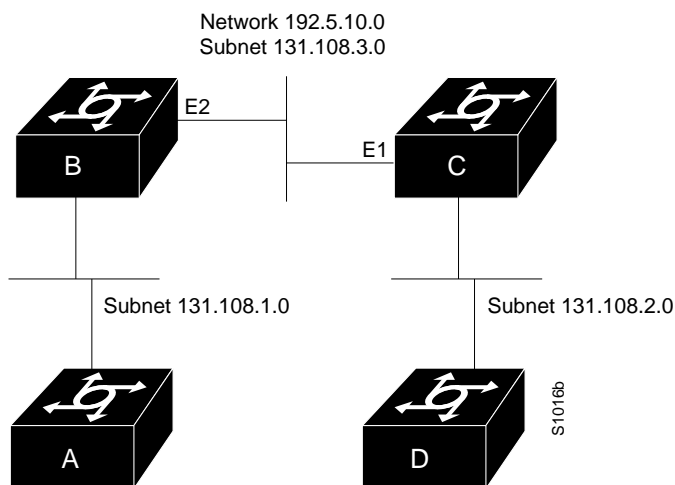 Network 192.5.10.0
Subnet 131.108.3.0
E2
B
E1
C
Subnet 131.108.1.0
Subnet 131.108.2.0
A
D
S1016b